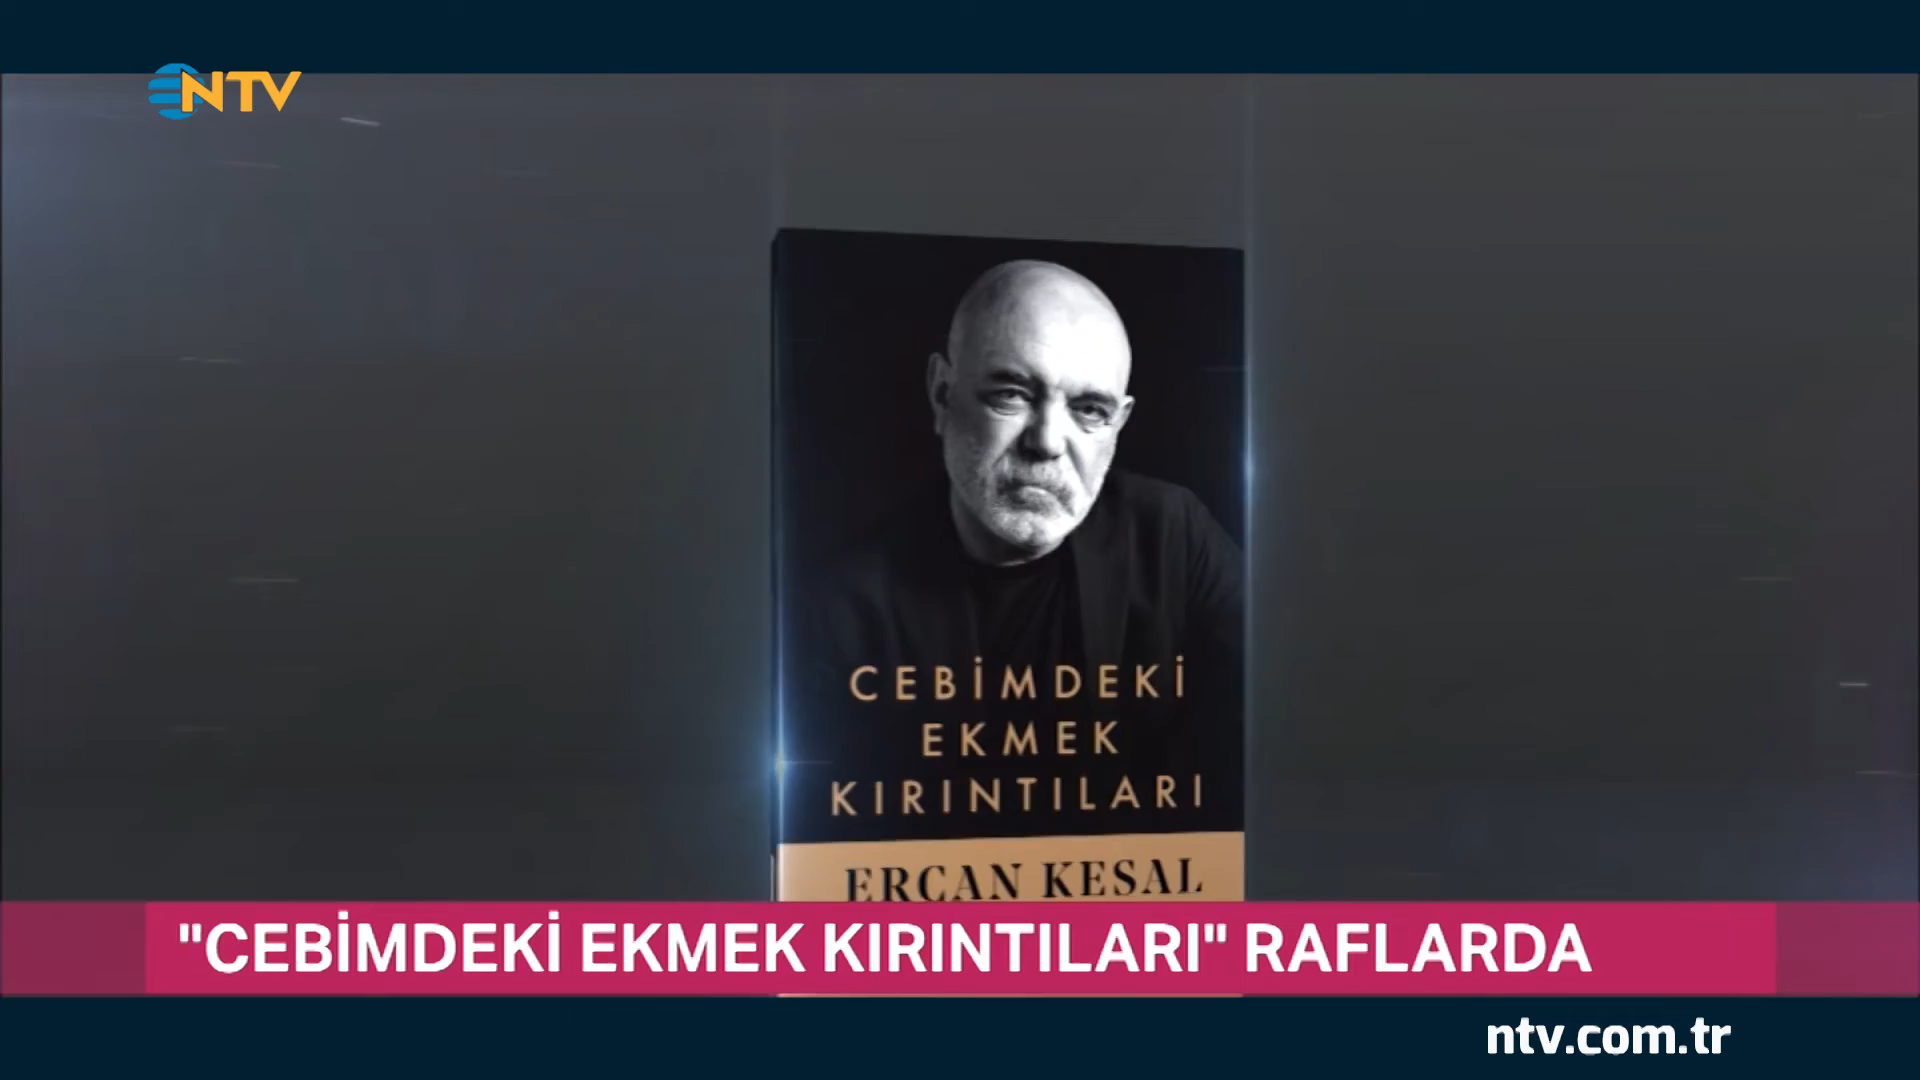 NTV
CEBİMDEKİ
EKMEK
KIRINTILARI
ERCAN KESAL
"CEBİMDEKİ EKMEK KIRINTILARI" RAFLARDA
ntv.com.tr